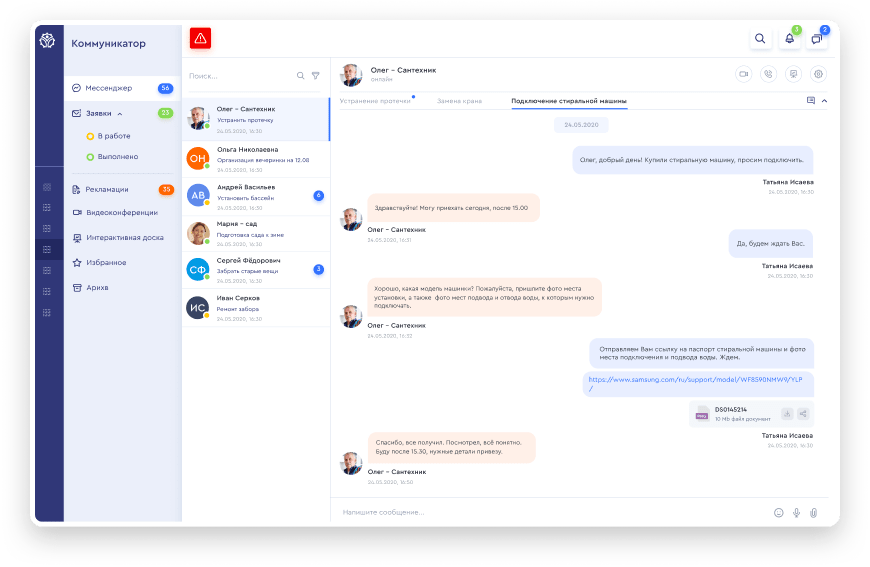 Коммуникатор
3
2
Мессенджер
56
Заявки
23
В работе
Выполнено
Рекламации
35
Видеоконференции
Интерактивная доска
Избранное
Архив
Поиск...
Олег – Сантехник
Устранить протечку
24.05.2020, 16:30
ОН
Ольга Николаевна
Организация вечеринки на 12.08
24.05.2020, 16:30
АВ
Андрей Васильев
Установить бассейн
24.05.2020, 16:30
6
Мария – сад
Подготовка сада к зиме
24.05.2020, 16:30
СФ
Сергей Фёдорович
Забрать старые вещи
24.05.2020, 16:30
3
ИС
Иван Серков
Ремонт забора
24.05.2020, 16:30
Олег – Сантехник
онлайн
Устранение протечки
Замена крана
Подключение стиральной машины
24.05.2020
Олег, добрый день! Купили стиральную машину, просим подключить.
Татьяна Исаева
24.05.2020, 16:30
Здравствуйте! Могу приехать сегодня, после 15.00
Олег – Сантехник
24.05.2020, 16:31
Да, будем ждать Вас.
Татьяна Исаева
24.05.2020, 16:30
Хорошо, какая модель машинки? Пожалуйста, пришлите фото места
установки, а также фото мест подвода и отвода воды, к которым нужно
подключать.
Олег – Сантехник
24.05.2020, 16:32
Отправляем Вам ссылку на паспорт стиральной машины и фото
места подключения и подвода воды. Ждем.
https://www.samsung.com/ru/support/model/WF8590NMW9/YLP
/
DS0145214
10 Mb файл документ
Татьяна Исаева
24.05.2020, 16:30
Спасибо, все получил. Посмотрел, всё понятно.
Буду после 15.30, нужные детали привезу.
Олег – Сантехник
24.05.2020, 16:50
Напишите сообщение...